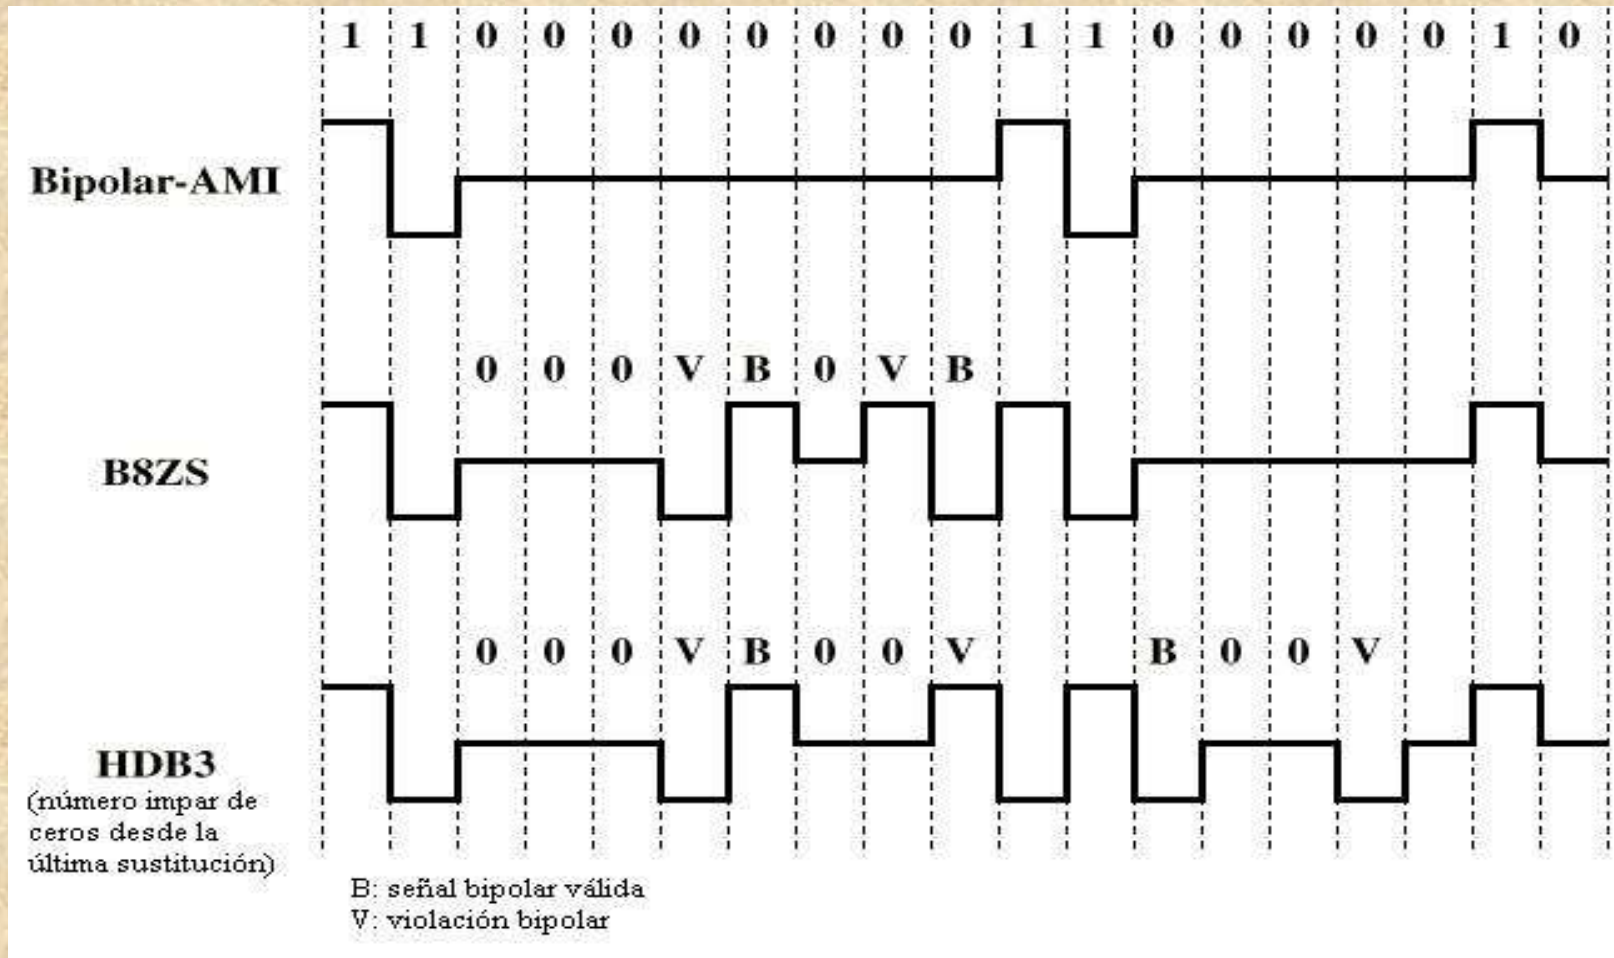 1 1 0 0 0 0 0 0 0 0 1 1 0 0 0 0 0 1 0
Bipolar-AMI
0 0 0 V B 0 V B
B8ZS
0 0 0 V B 0 0 V B 0 0 V
HDB3
(número impar de
ceros desde la
última sustitución)
B: señal bipolar válida
V: violación bipolar